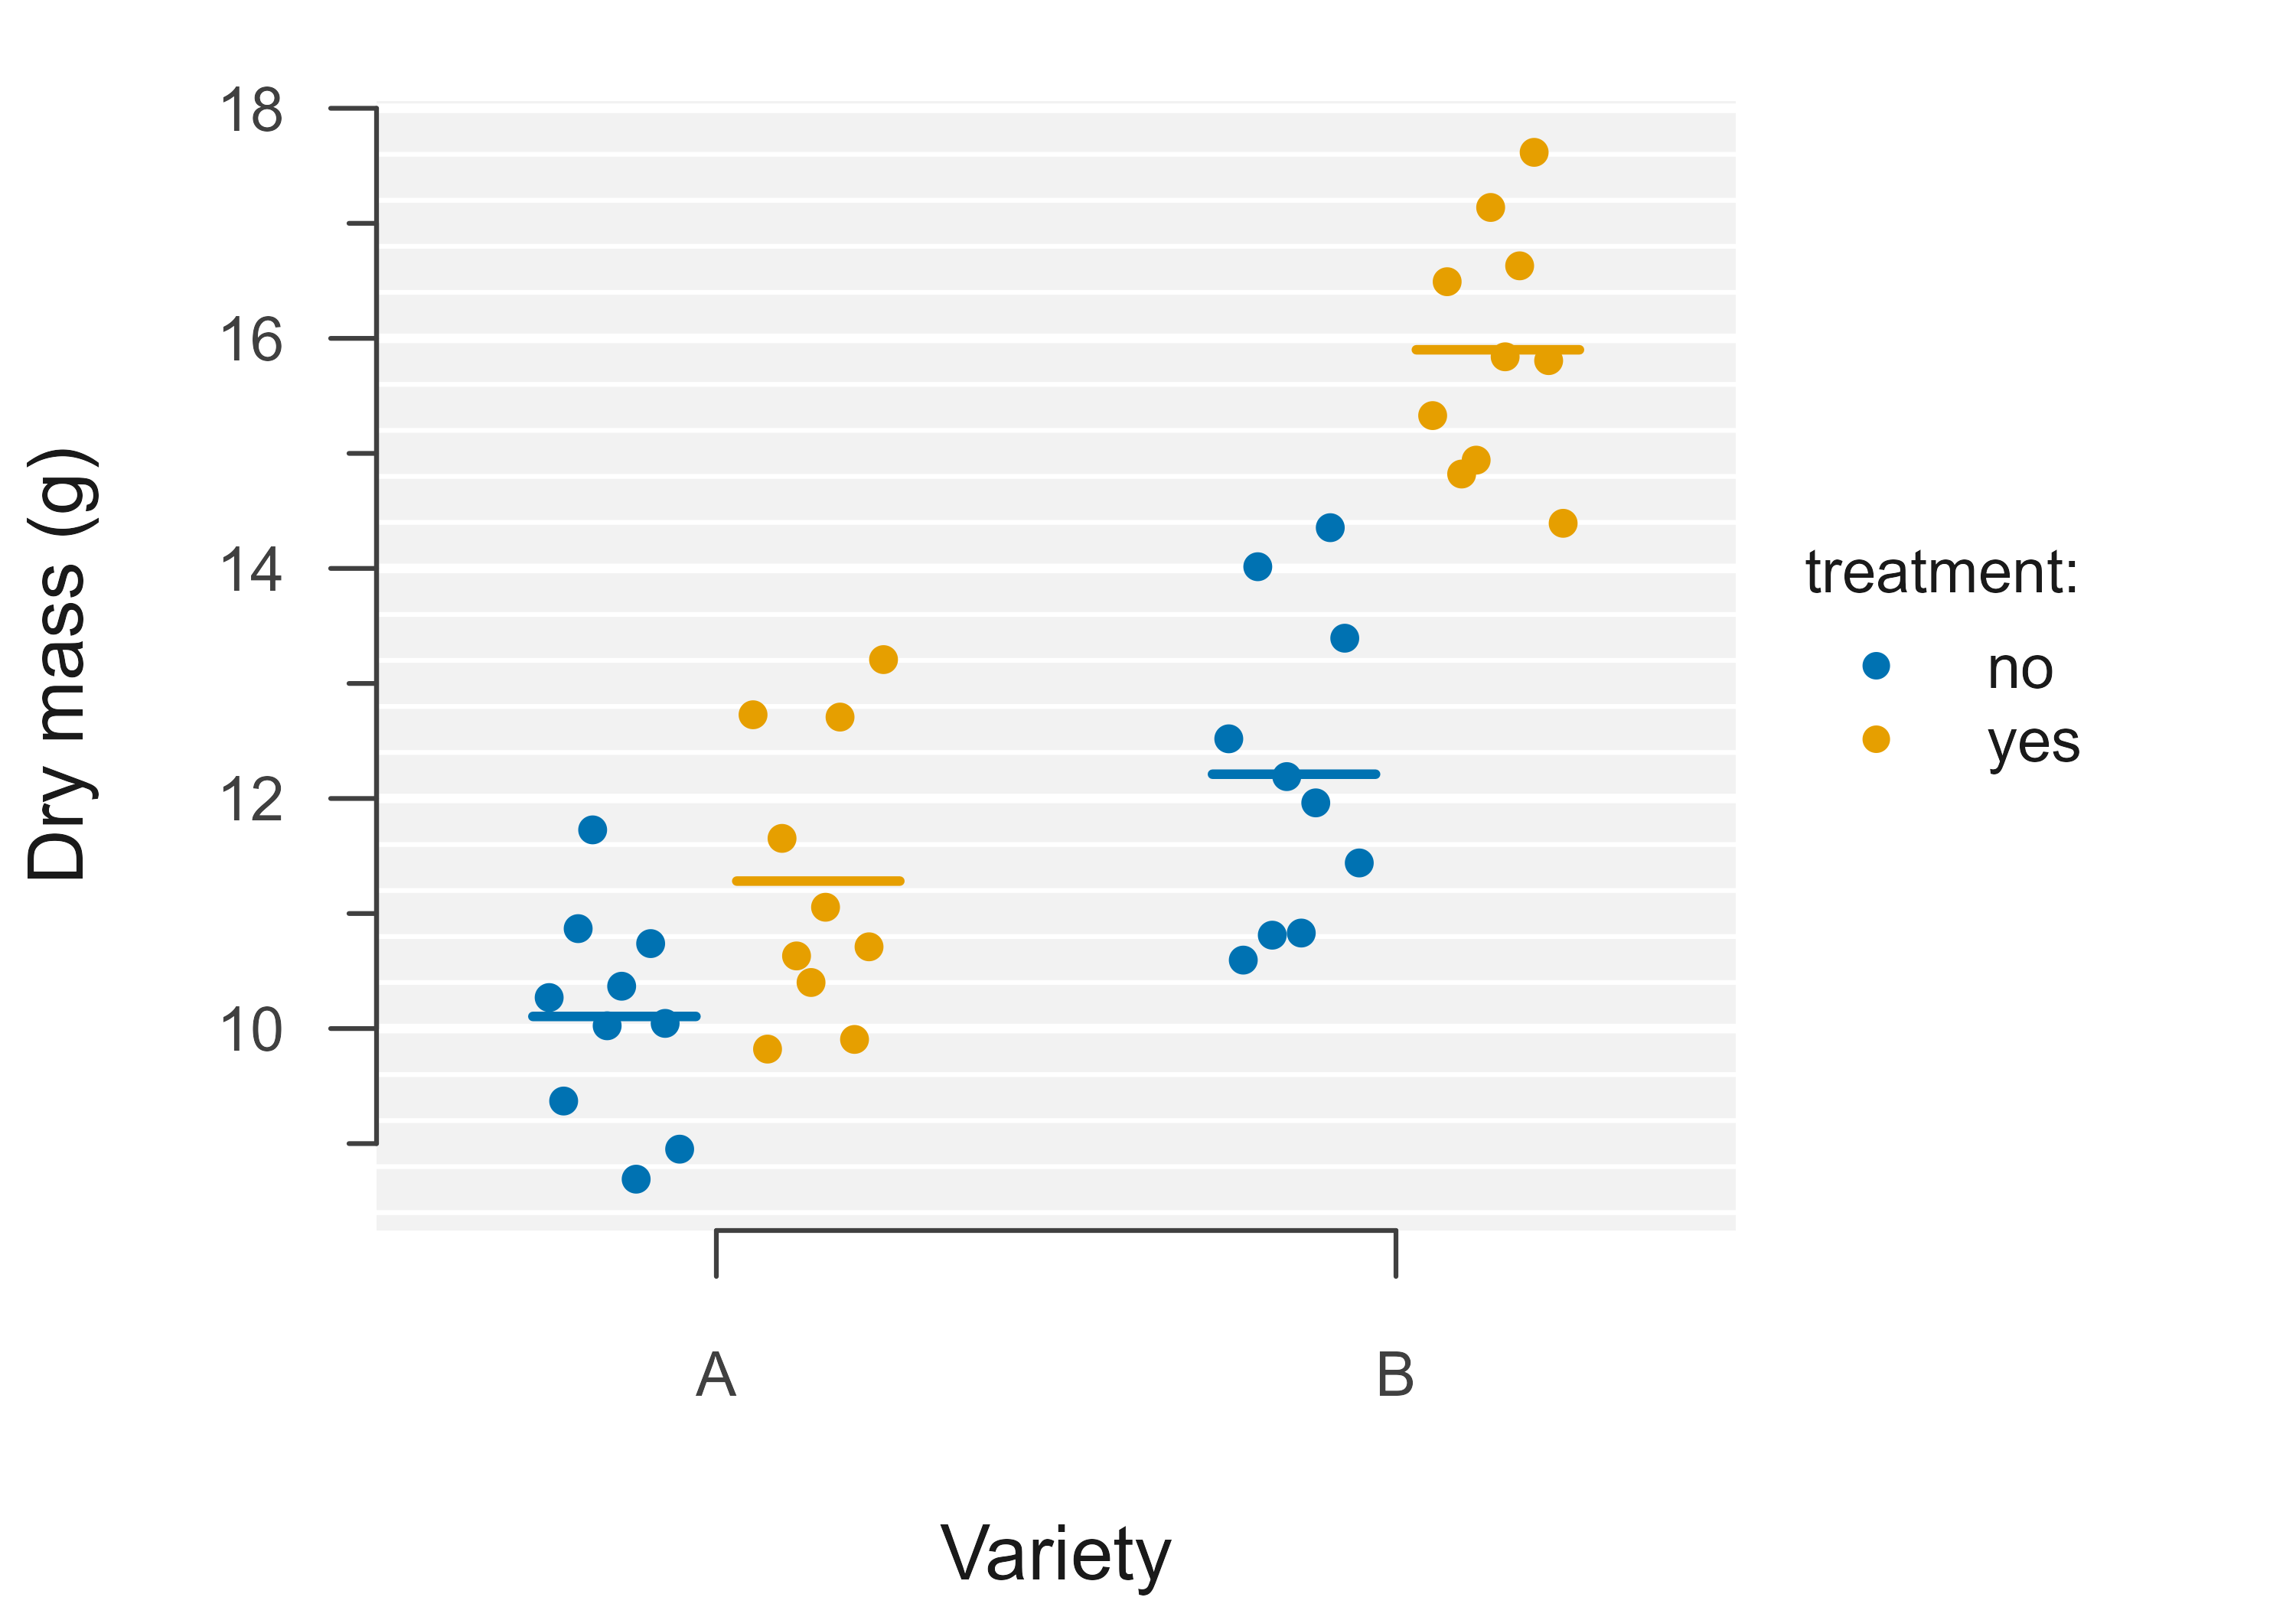 18
16
14
12
10
Dry mass (g)
A
B
Variety
treatment:
no
yes